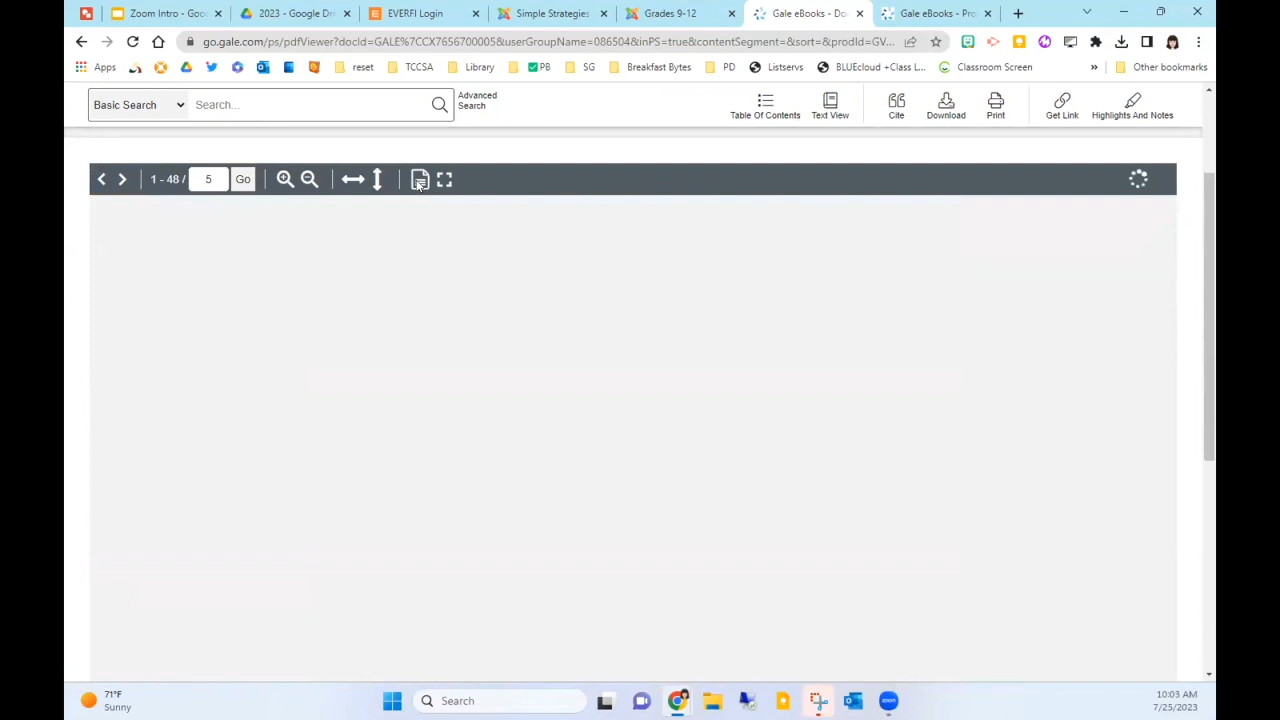 Zoom Intro - Goo
2023 - Google Dri
EVERFI Login
Simple Strategies
Grades 9-12
Gale eBooks - Do
Gale eBooks - Pro
go.gale.com/ps/pdfViewer?docId=GALE%7CCX7656700005&userGroupName=086504&inPS=true&contentSegment=&sort=&prodId=GV...
Apps
reset
TCCSA
Library
PB
SG
Breakfast Bytes
PD
Listservs
BLUEcloud +Class L...
Classroom Screen
»
Other bookmarks
Basic Search
Search...
Advanced
Search
Table Of Contents
Text View
Cite
Download
Print
Get Link
Highlights And Notes
1 - 48 /
5
Go
71°F
Sunny
Search
zoom
10:03 AM
7/25/2023